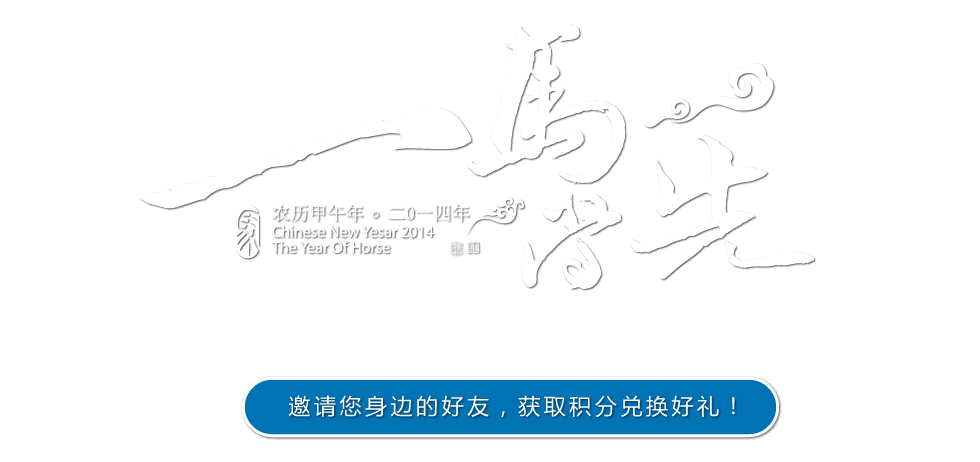 一馬當先
农历甲午年。二0一四年
Chinese New Yesar 2014
The Year Of Horse
邀请您身边的好友，获取积分兑换好礼！